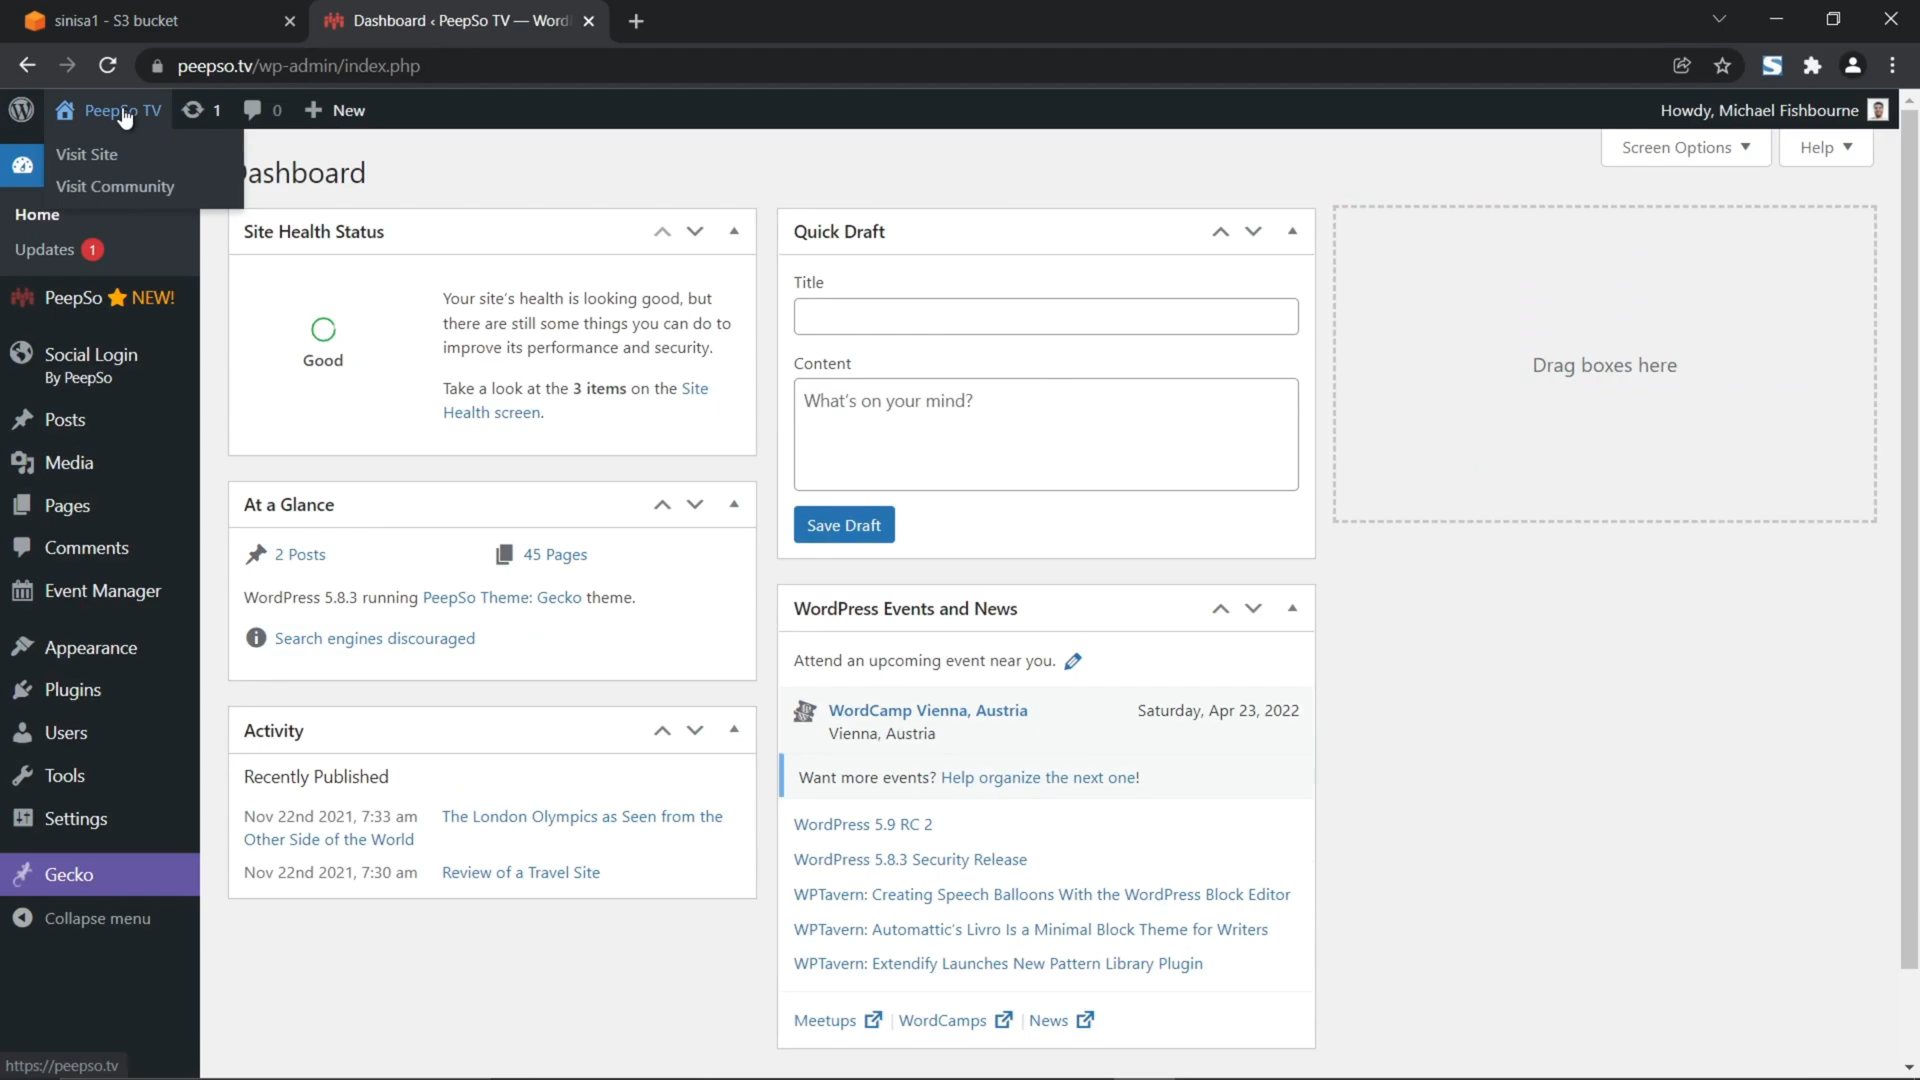 sinisa1 - S3 bucket
Dashboard ‹ PeepSo TV — Word
peepso.tv/wp-admin/index.php
PeepSo TV 1 0 New
Howdy, Michael Fishbourne
Visit Site
Visit Community
Dashboard
Screen Options
Help
Home
Updates 1
PeepSo NEW!
Social Login
By PeepSo
Posts
Media
Pages
Comments
Event Manager
Appearance
Plugins
Users
Tools
Settings
Gecko
Collapse menu
Site Health Status
Good
Your site's health is looking good, but
there are still some things you can do to
improve its performance and security.
Take a look at the 3 items on the Site
Health screen.
At a Glance
2 Posts
45 Pages
WordPress 5.8.3 running PeepSo Theme: Gecko theme.
Search engines discouraged
Activity
Recently Published
Nov 22nd 2021, 7:33 am The London Olympics as Seen from the
Other Side of the World
Nov 22nd 2021, 7:30 am Review of a Travel Site
Quick Draft
Title
Content
What's on your mind?
Save Draft
WordPress Events and News
Attend an upcoming event near you.
WordCamp Vienna, Austria Saturday, Apr 23, 2022
Vienna, Austria
Want more events? Help organize the next one!
WordPress 5.9 RC 2
WordPress 5.8.3 Security Release
WPTavern: Creating Speech Balloons With the WordPress Block Editor
WPTavern: Automattic's Livro Is a Minimal Block Theme for Writers
WPTavern: Extendify Launches New Pattern Library Plugin
Meetups | WordCamps | News
Drag boxes here
https://peepso.tv